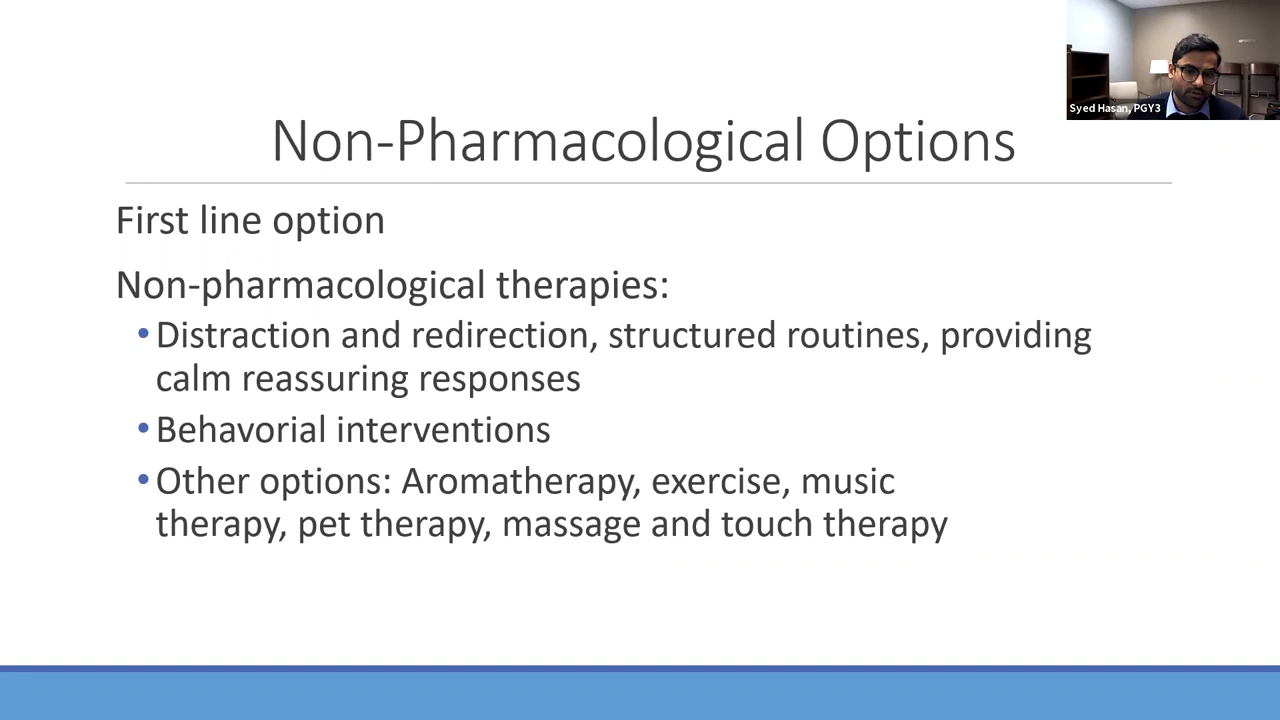 Syed Hasan, PGY3
Non-Pharmacological Options
First line option
Non-pharmacological therapies:
• Distraction and redirection, structured routines, providing
calm reassuring responses
• Behavorial interventions
• Other options: Aromatherapy, exercise, music
therapy, pet therapy, massage and touch therapy